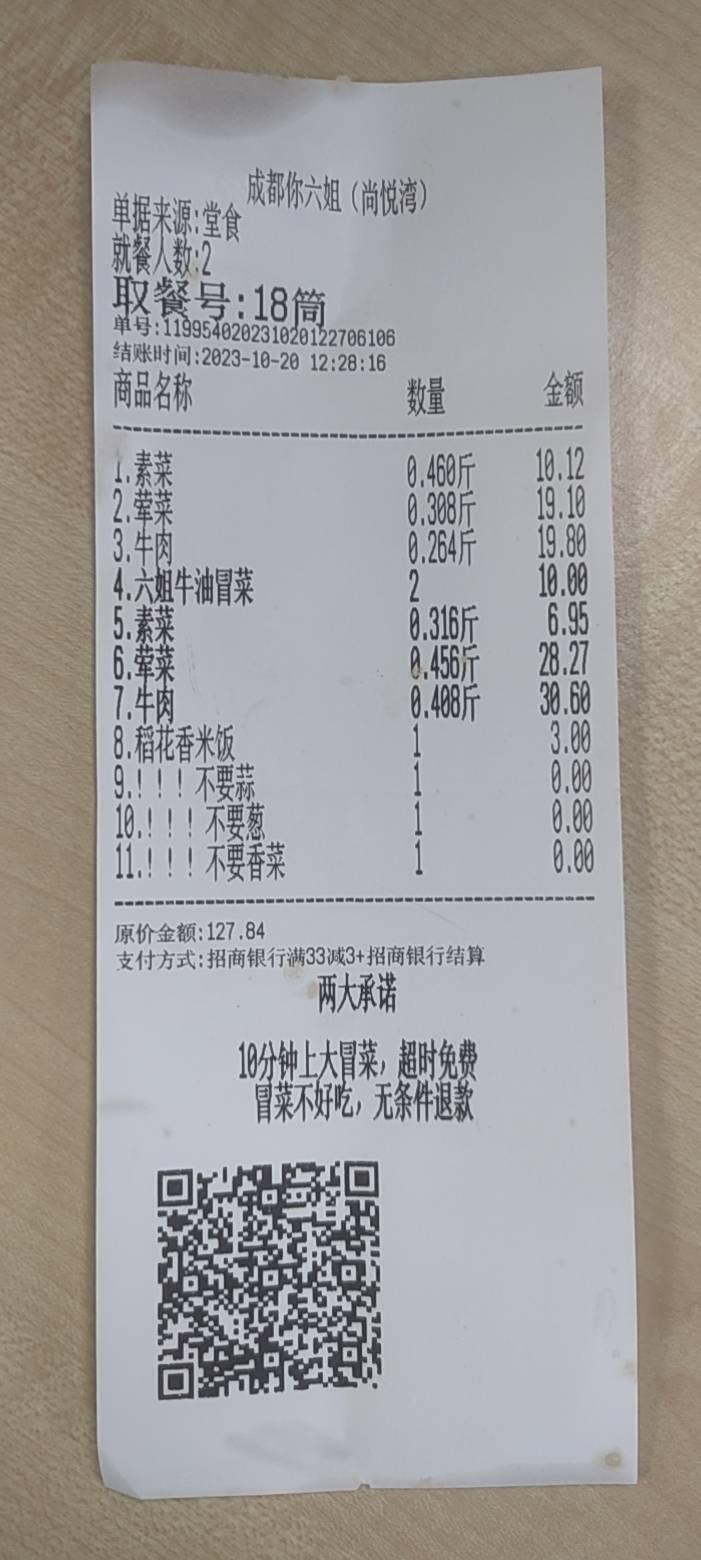 成都你六姐（尚悦湾）
单据来源:堂食
就餐人数:2
取餐号:18筒
单号:119954020231020122706106
结账时间:2023-10-20 12:28:16
商品名称 数量 金额
1.素菜 0.460斤 10.12
2.荤菜 0.308斤 19.10
3.牛肉 0.264斤 19.80
4.六姐牛油冒菜 2 10.00
5.素菜 0.316斤 6.95
6.荤菜 0.456斤 28.27
7.牛肉 0.408斤 30.60
8.稻花香米饭 1 3.00
9.！！！不要蒜 1 0.00
10.！！！不要葱 1 0.00
11.！！！不要香菜 1 0.00
原价金额:127.84
支付方式:招商银行满33减3+招商银行结算
两大承诺
10分钟上大冒菜，超时免费
冒菜不好吃，无条件退款